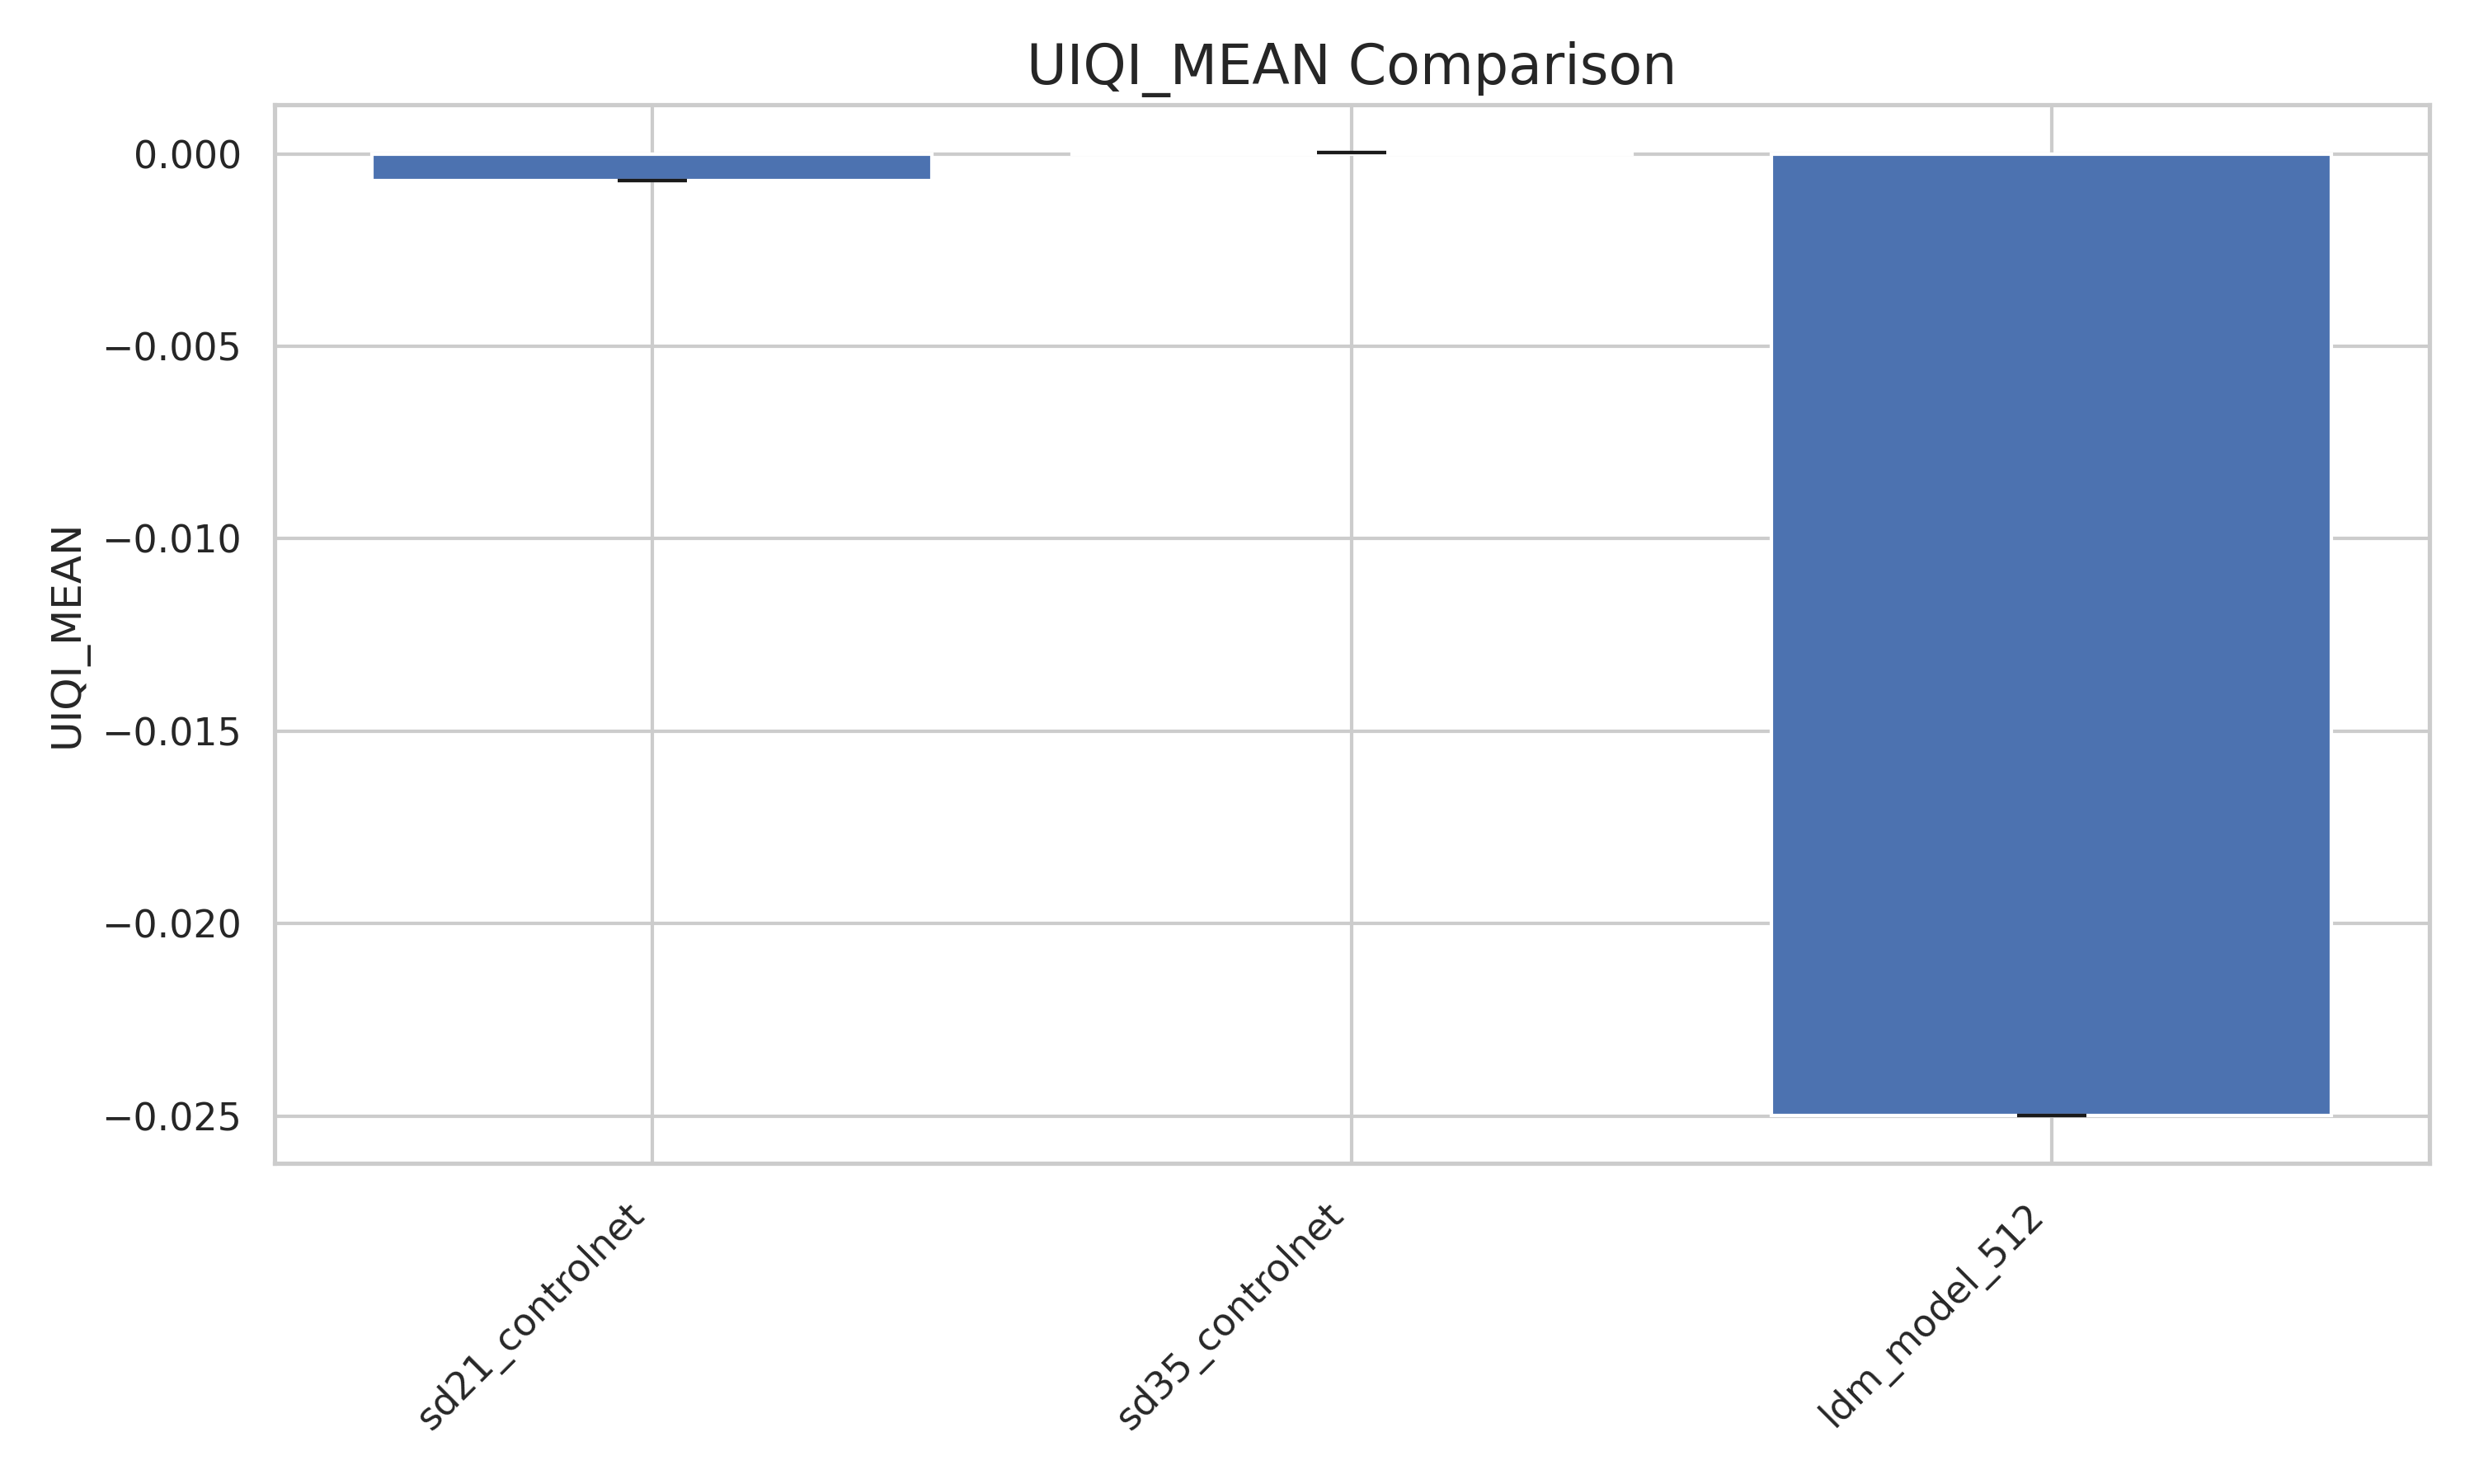 UIQI_MEAN Comparison
UIQI_MEAN
0.000
−0.005
−0.010
−0.015
−0.020
−0.025
sd21_controlnet
sd35_controlnet
ldm_model_512